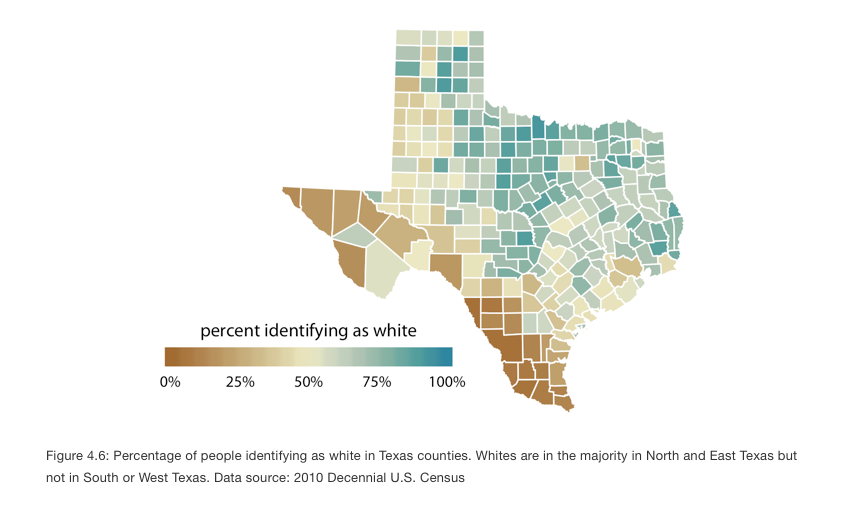 percent identifying as white
0% 25% 50% 75% 100%
Figure 4.6: Percentage of people identifying as white in Texas counties. Whites are in the majority in North and East Texas but
not in South or West Texas. Data source: 2010 Decennial U.S. Census